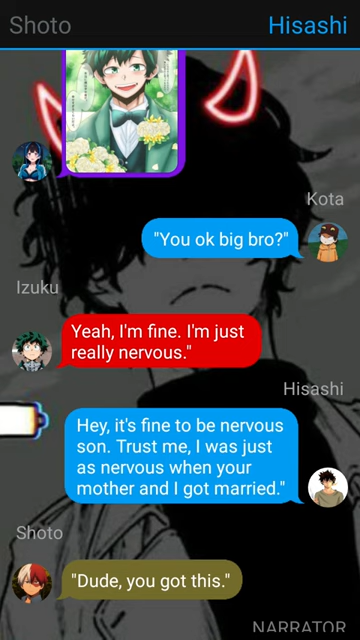 Shoto Hisashi
Kota
"You ok big bro?"
Izuku
Yeah, I'm fine. I'm just
really nervous."
Hisashi
Hey, it's fine to be nervous
son. Trust me, I was just
as nervous when your
mother and I got married."
Shoto
"Dude, you got this."
NARRATOR